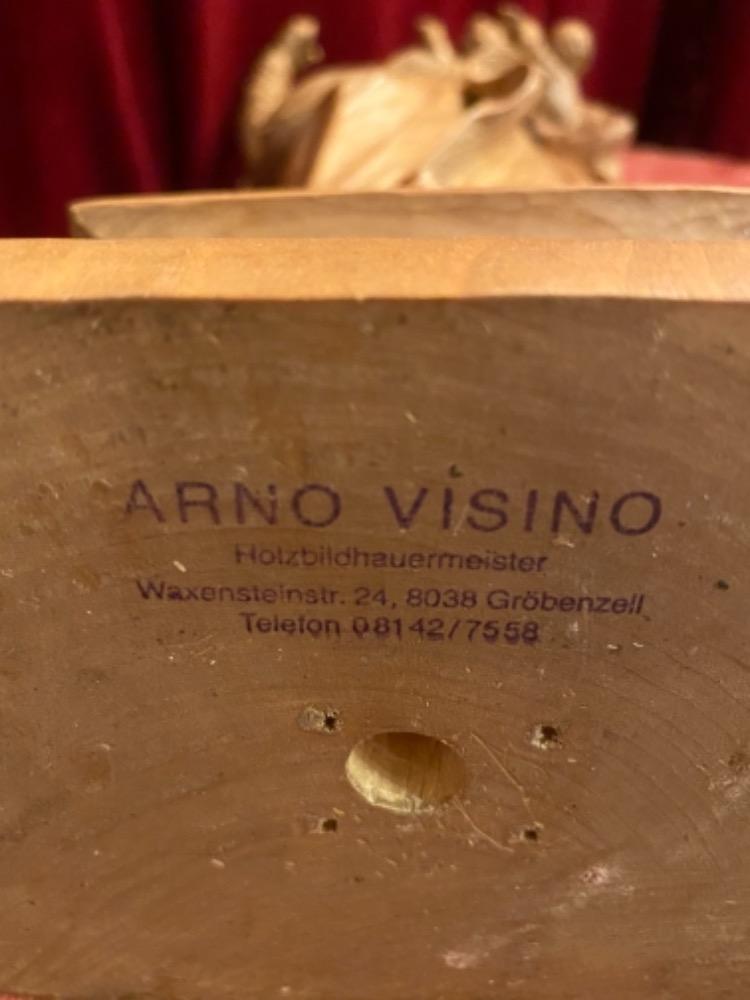 ARNO VISINO
Holzbildhauermeister
Waxensteinstr. 24, 8038 Gröbenzell
Telefon 08142/7558